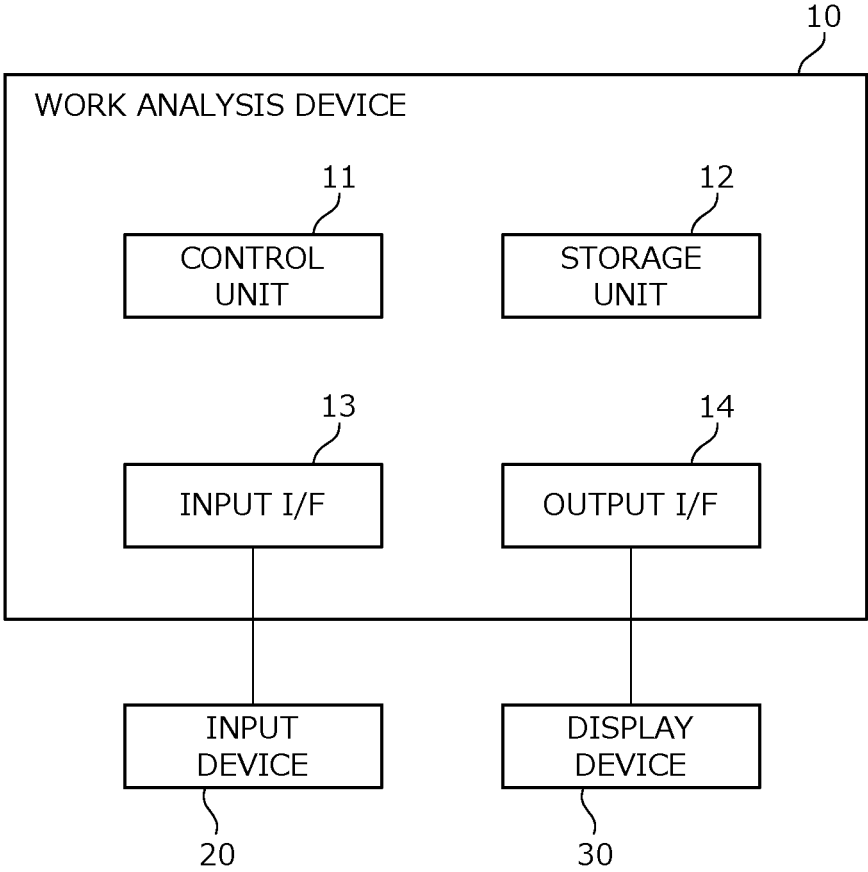 10
WORK ANALYSIS DEVICE
11
12
CONTROL
UNIT
STORAGE
UNIT
13
14
INPUT I/F
OUTPUT I/F
INPUT
DEVICE
DISPLAY
DEVICE
20
30